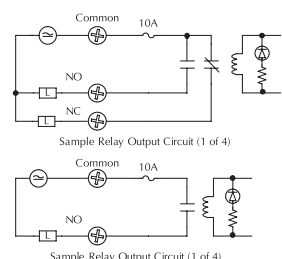 Common 10A
NO
L
NC
L
Sample Relay Output Circuit (1 of 4)
Common 10A
NO
L
Sample Relay Output Circuit (1 of 4)